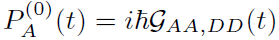 $P_A^{(0)}(t) = i\hbar \mathcal{G}_{AA,DD}(t)$